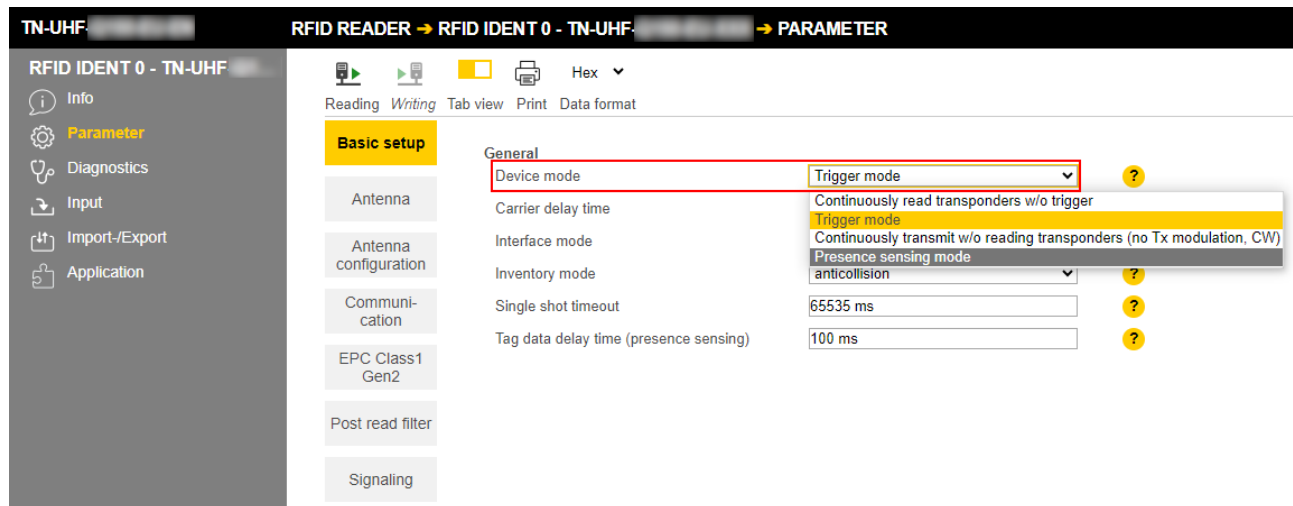 TN-UHF-
RFID READER ➔ RFID IDENT 0 - TN-UHF- ➔ PARAMETER
RFID IDENT 0 - TN-UHF
Info
Parameter
Diagnostics
Input
Import-/Export
Application
Hex
Reading Writing Tab view Print Data format
Basic setup
Antenna
Antenna
configuration
Communi-
cation
EPC Class1
Gen2
Post read filter
Signaling
General
Device mode Trigger mode ?
Continuously read transponders w/o trigger
Trigger mode
Continuously transmit w/o reading transponders (no Tx modulation, CW)
Presence sensing mode
Carrier delay time
Interface mode
Inventory mode anticollision ?
Single shot timeout 65535 ms ?
Tag data delay time (presence sensing) 100 ms ?